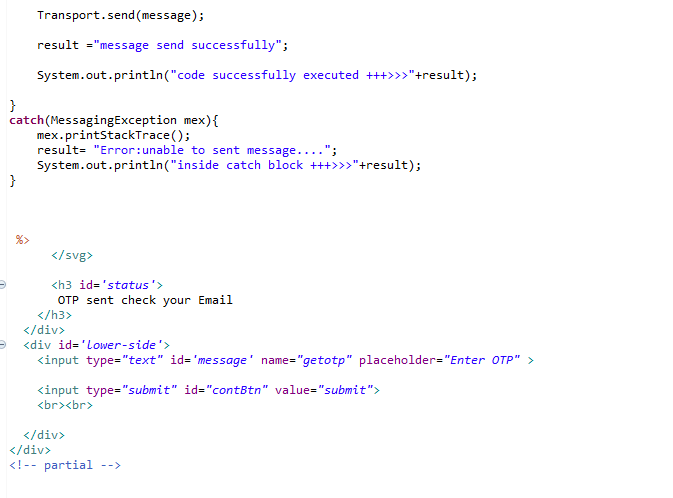 Transport.send(message);
result ="message send successfully";
System.out.println("code successfully executed +++>>>"+result);
}
catch(MessagingException mex){
mex.printStackTrace();
result= "Error:unable to sent message....";
System.out.println("inside catch block +++>>>"+result);
}
%>
</svg>
<h3 id='status'>
OTP sent check your Email
</h3>
</div>
<div id='lower-side'>
<input type="text" id='message' name="getotp" placeholder="Enter OTP" >
<input type="submit" id="contBtn" value="submit">
<br><br>
</div>
</div>
<!-- partial -->